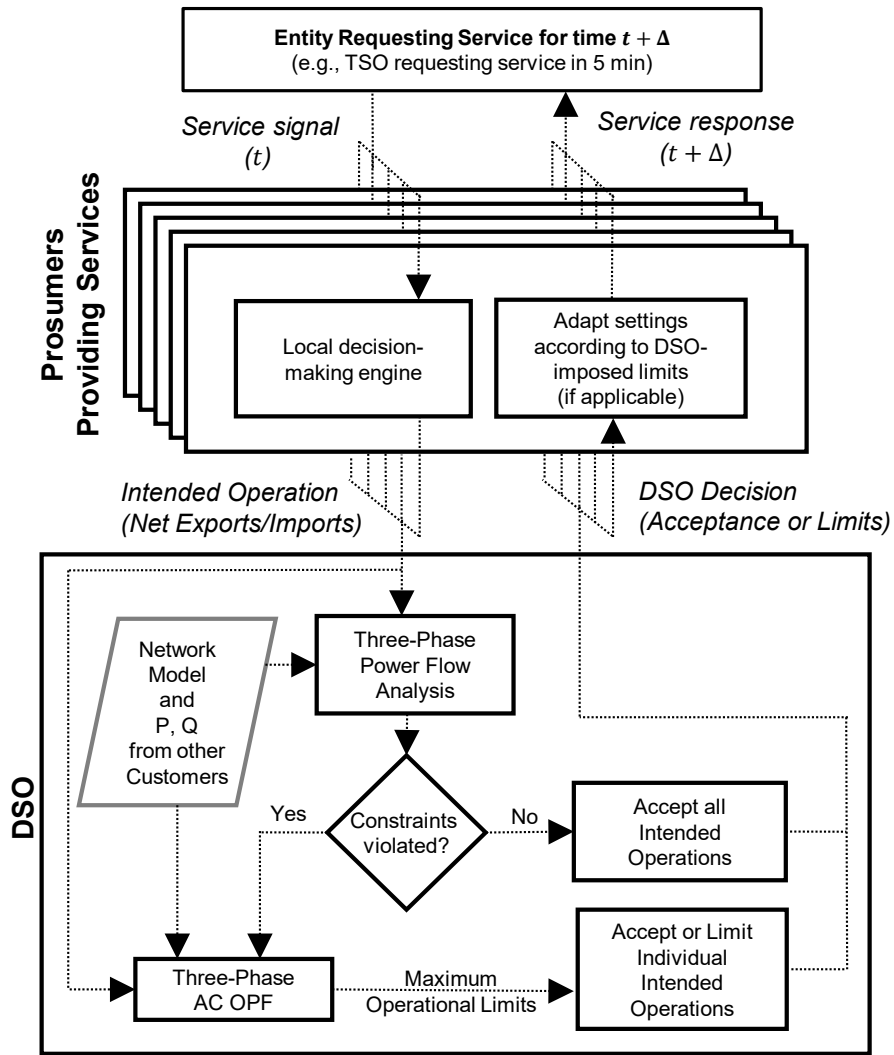 Entity Requesting Service for time t + Δ
(e.g., TSO requesting service in 5 min)
Service signal
(t)
Service response
(t + Δ)
Prosumers
Providing Services
Local decision-
making engine
Adapt settings
according to DSO-
imposed limits
(if applicable)
Intended Operation
(Net Exports/Imports)
DSO Decision
(Acceptance or Limits)
DSO
Network
Model
and
P, Q
from other
Customers
Three-Phase
Power Flow
Analysis
Yes
Constraints
violated?
No
Accept all
Intended
Operations
Three-Phase
AC OPF
Maximum
Operational Limits
Accept or Limit
Individual
Intended
Operations